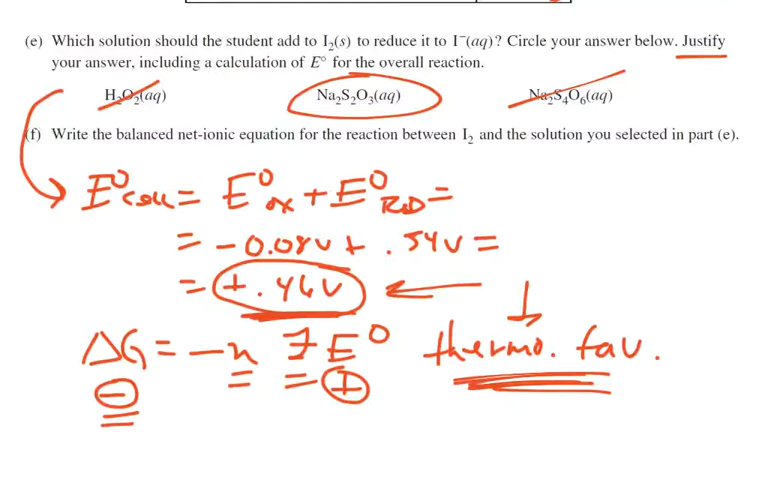 (e) Which solution should the student add to I₂(s) to reduce it to I⁻(aq)? Circle your answer below. Justify
your answer, including a calculation of E° for the overall reaction.
H₂O₂(aq) Na₂S₂O₃(aq) Na₂S₄O₆(aq)
(f) Write the balanced net-ionic equation for the reaction between I₂ and the solution you selected in part (e).
E°cell = E°ox + E°RED =
= -0.08V + .54V =
= +.46V
ΔG = -n F E° thermo. fav.
- = = +